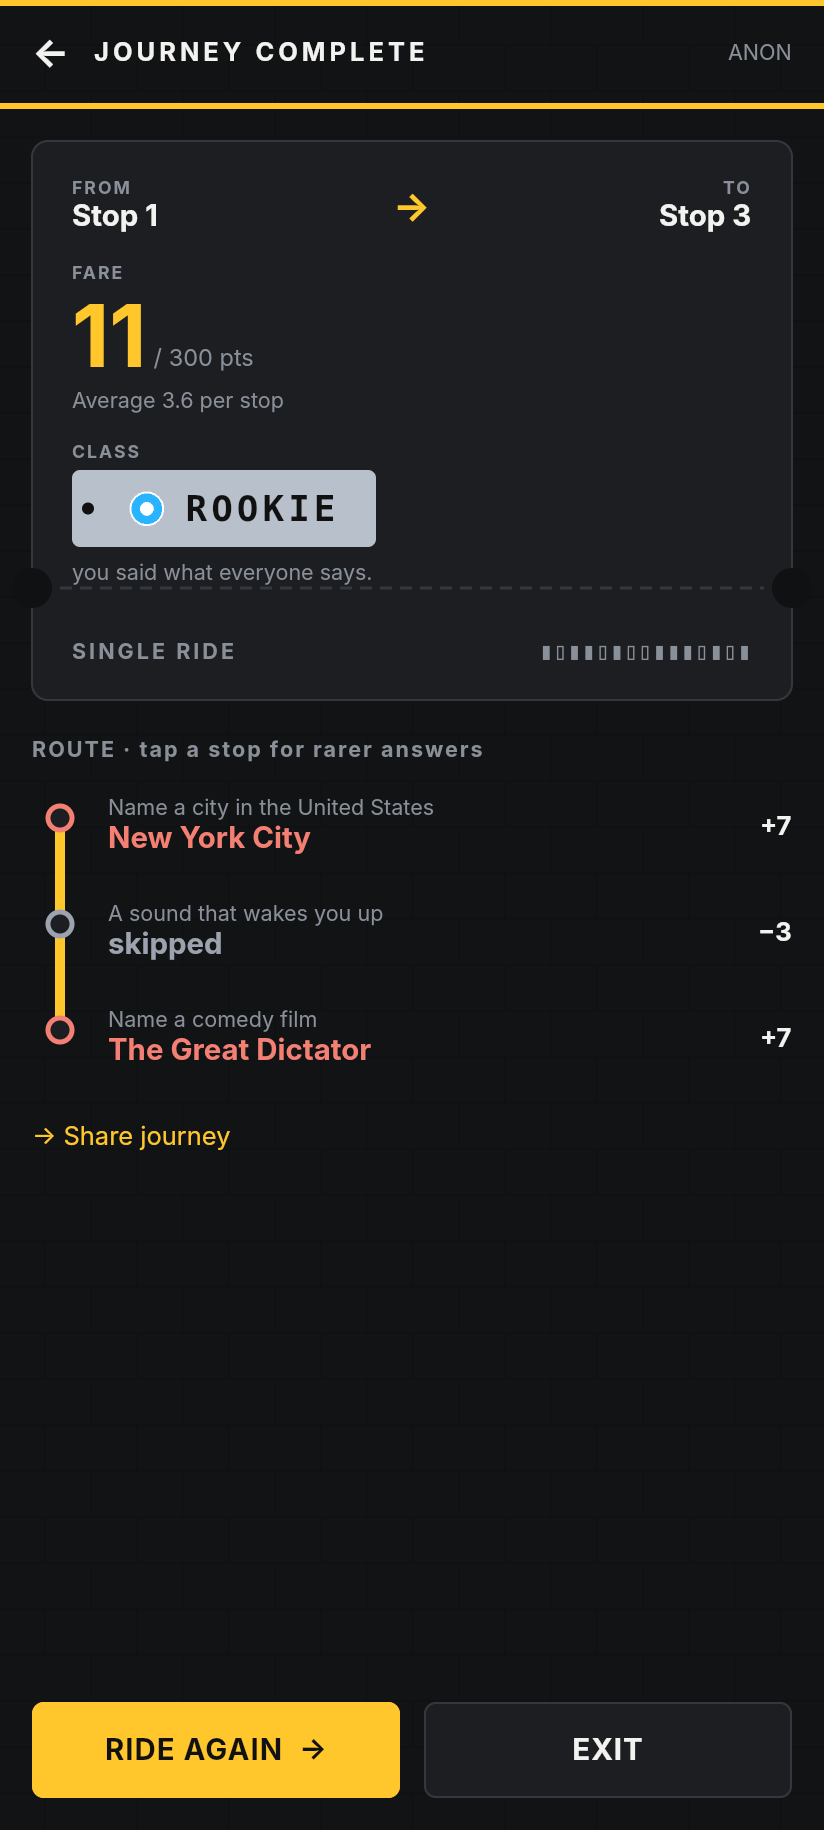 ← JOURNEY COMPLETE ANON
FROM → TO
Stop 1 Stop 3
FARE
11 / 300 pts
Average 3.6 per stop
CLASS
ROOKIE
you said what everyone says.
SINGLE RIDE ▮▯▮▮▯▮▯▯▮▮▮▯▮▯▮
ROUTE · tap a stop for rarer answers
Name a city in the United States
New York City +7
A sound that wakes you up
skipped −3
Name a comedy film
The Great Dictator +7
→ Share journey
RIDE AGAIN → EXIT